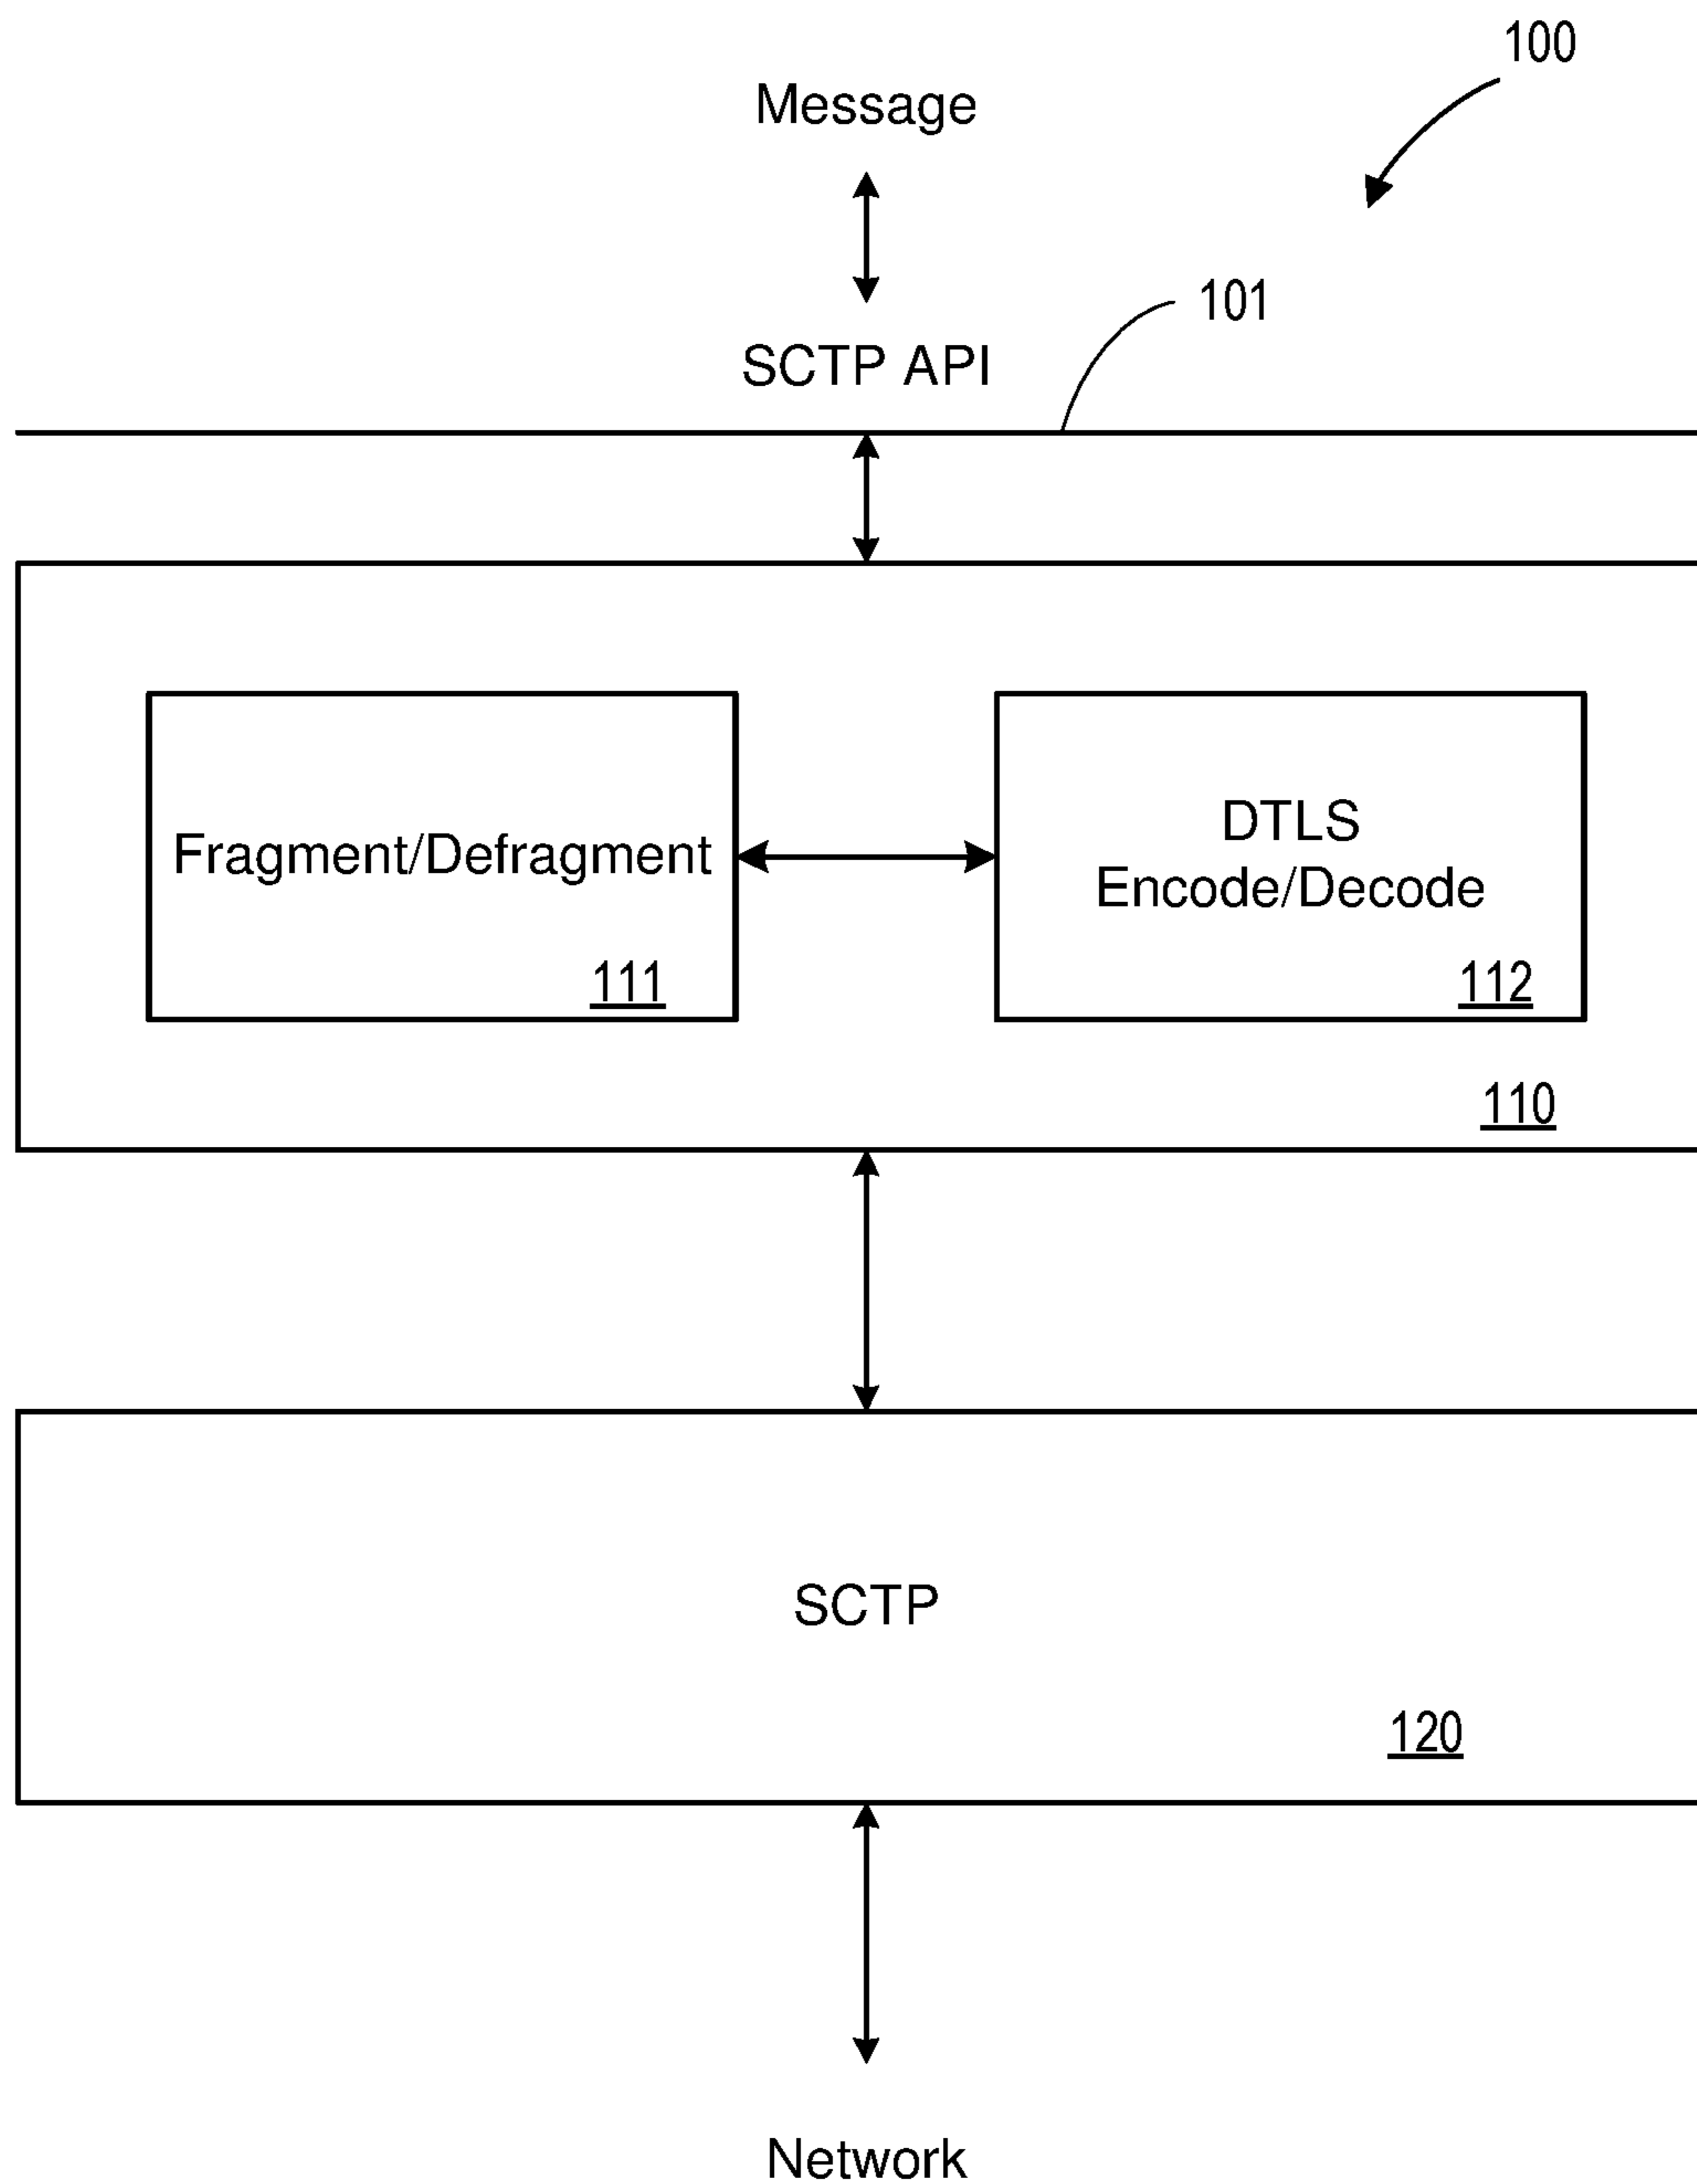 100
Message
101
SCTP API
Fragment/Defragment
111
DTLS
Encode/Decode
112
110
SCTP
120
Network